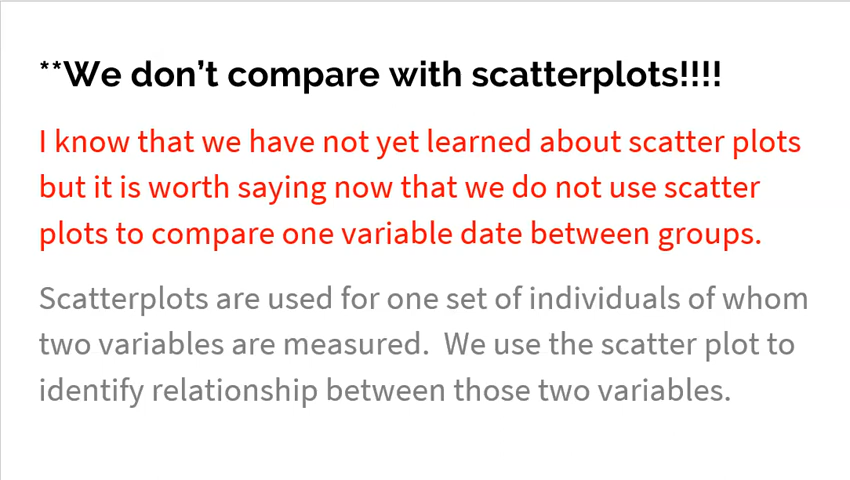 **We don’t compare with scatterplots!!!!
I know that we have not yet learned about scatter plots
but it is worth saying now that we do not use scatter
plots to compare one variable date between groups.
Scatterplots are used for one set of individuals of whom
two variables are measured.  We use the scatter plot to
identify relationship between those two variables.